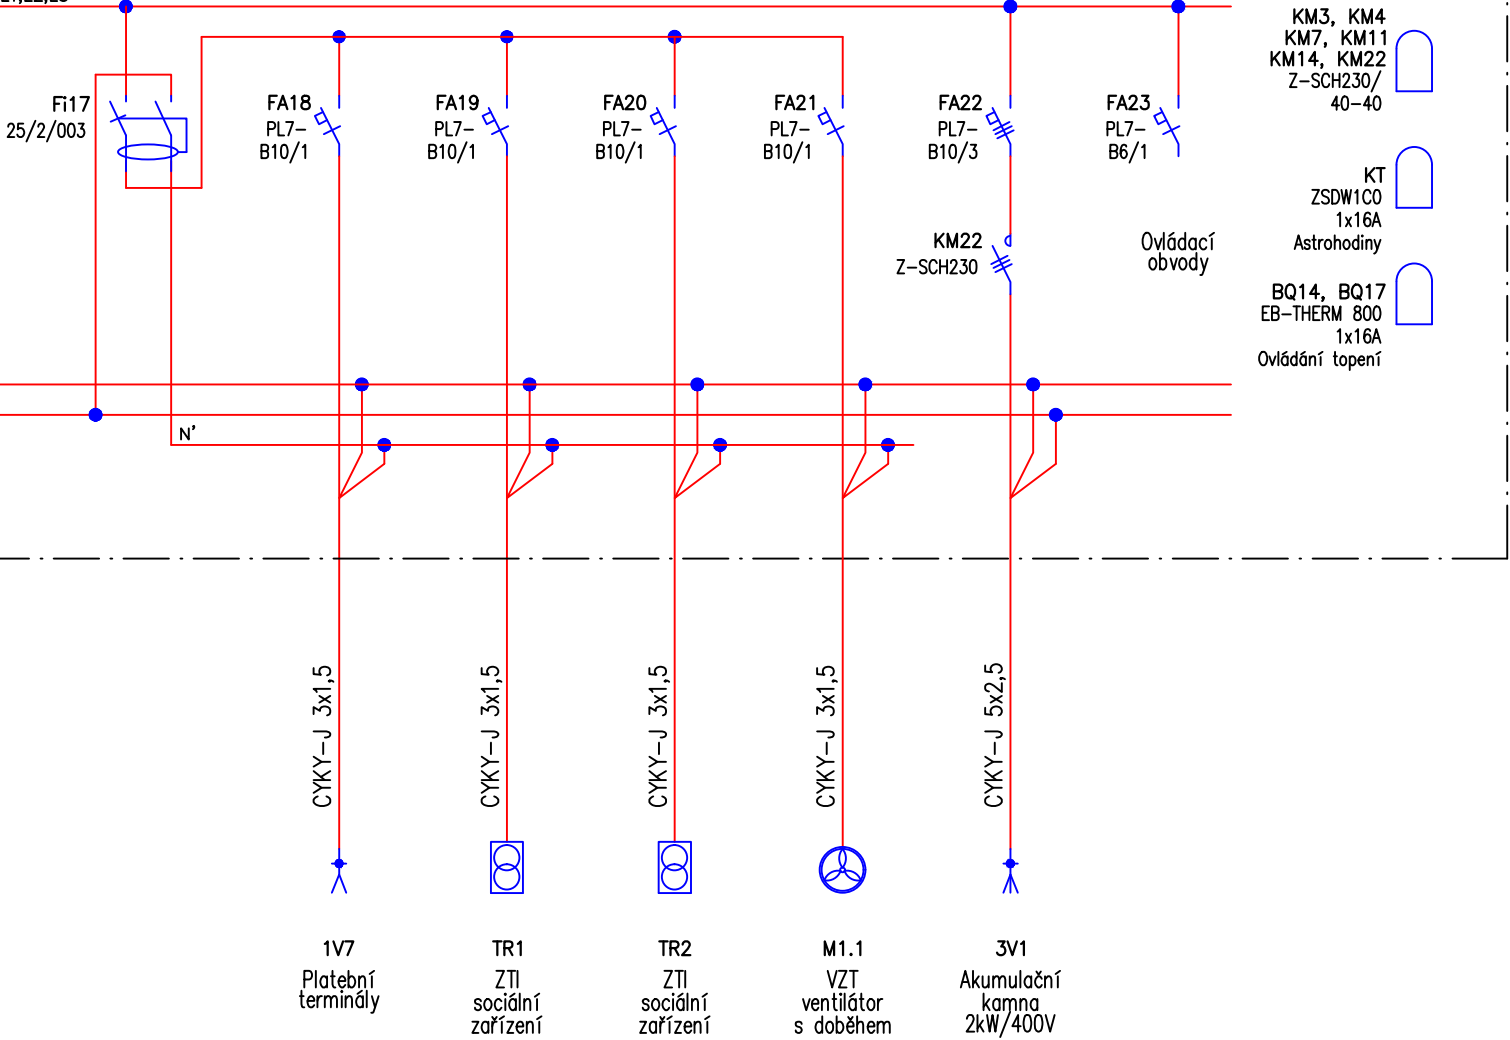 Fi17
25/2/003
FA18
PL7-
B10/1
FA19
PL7-
B10/1
FA20
PL7-
B10/1
FA21
PL7-
B10/1
FA22
PL7-
B10/3
FA23
PL7-
B6/1
KM22
Z-SCH230
Ovládací
obvody
KM3, KM4
KM7, KM11
KM14, KM22
Z-SCH230/
40-40
KT
ZSDW1CO
1x16A
Astrohodiny
BQ14, BQ17
EB-THERM 800
1x16A
Ovládání topení
N'
CYKY-J 3x1,5
CYKY-J 3x1,5
CYKY-J 3x1,5
CYKY-J 3x1,5
CYKY-J 5x2,5
1V7
Platební
terminály
TR1
ZTI
sociální
zařízení
TR2
ZTI
sociální
zařízení
M1.1
VZT
ventilátor
s doběhem
3V1
Akumulační
kamna
2kW/400V